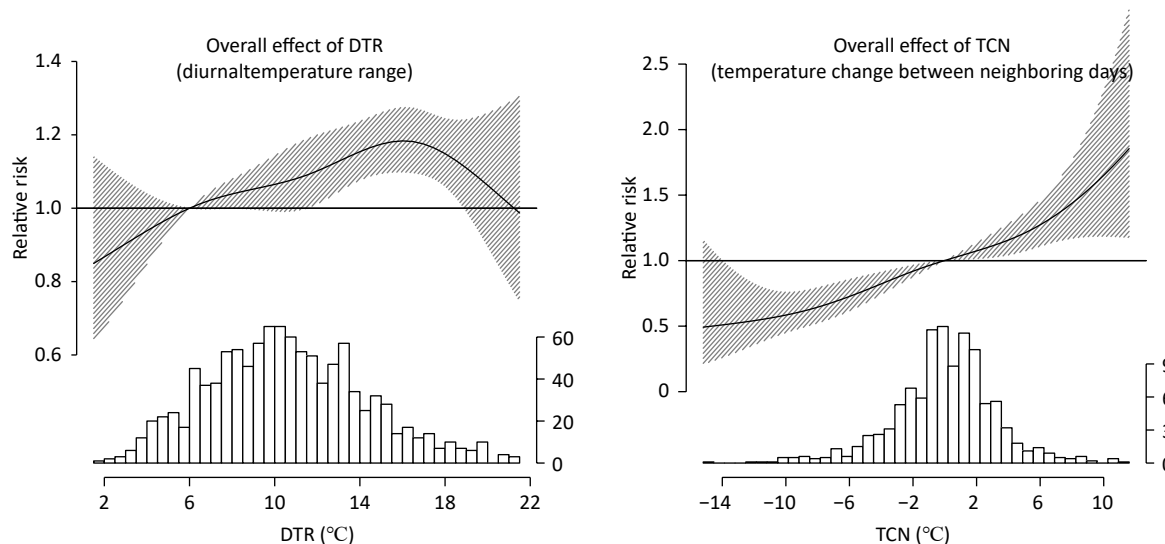 Overall effect of DTR
(diurnaltemperature range)
1.4
1.2
1.0
0.8
0.6
Relative risk
60
40
20
0
2 6 10 14 18 22
DTR (℃)
Overall effect of TCN
(temperature change between neighboring days)
2.5
2.0
1.5
1.0
0.5
0
Relative risk
−14 −10 −6 −2 2 6 10
TCN (℃)